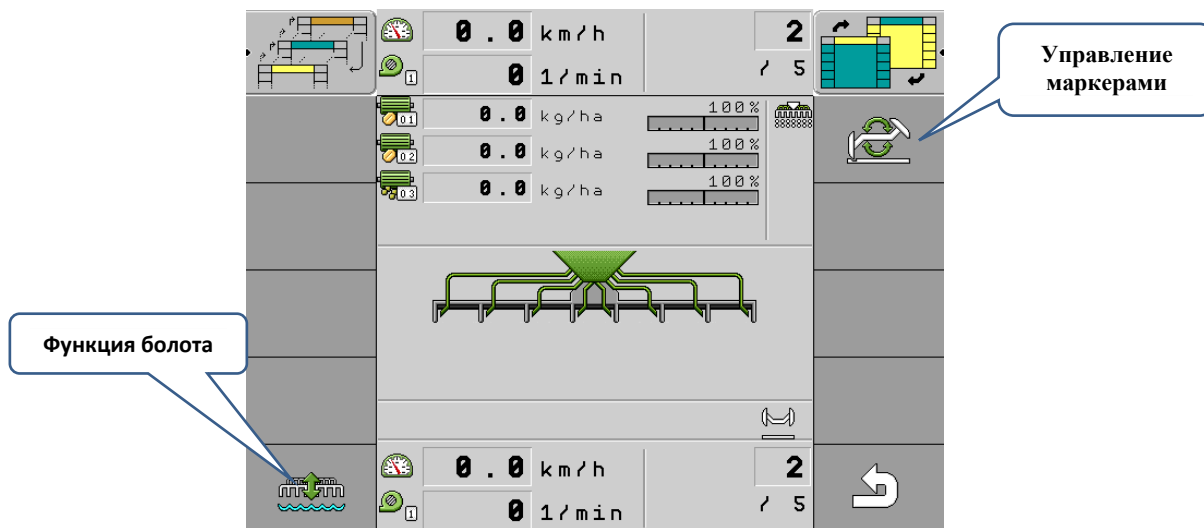 0.0 km/h
2
1
0 1/min
/ 5
Управление
маркерами
01
0.0 kg/ha
100%
02
0.0 kg/ha
100%
03
0.0 kg/ha
100%
Функция болота
0.0 km/h
2
1
0 1/min
/ 5